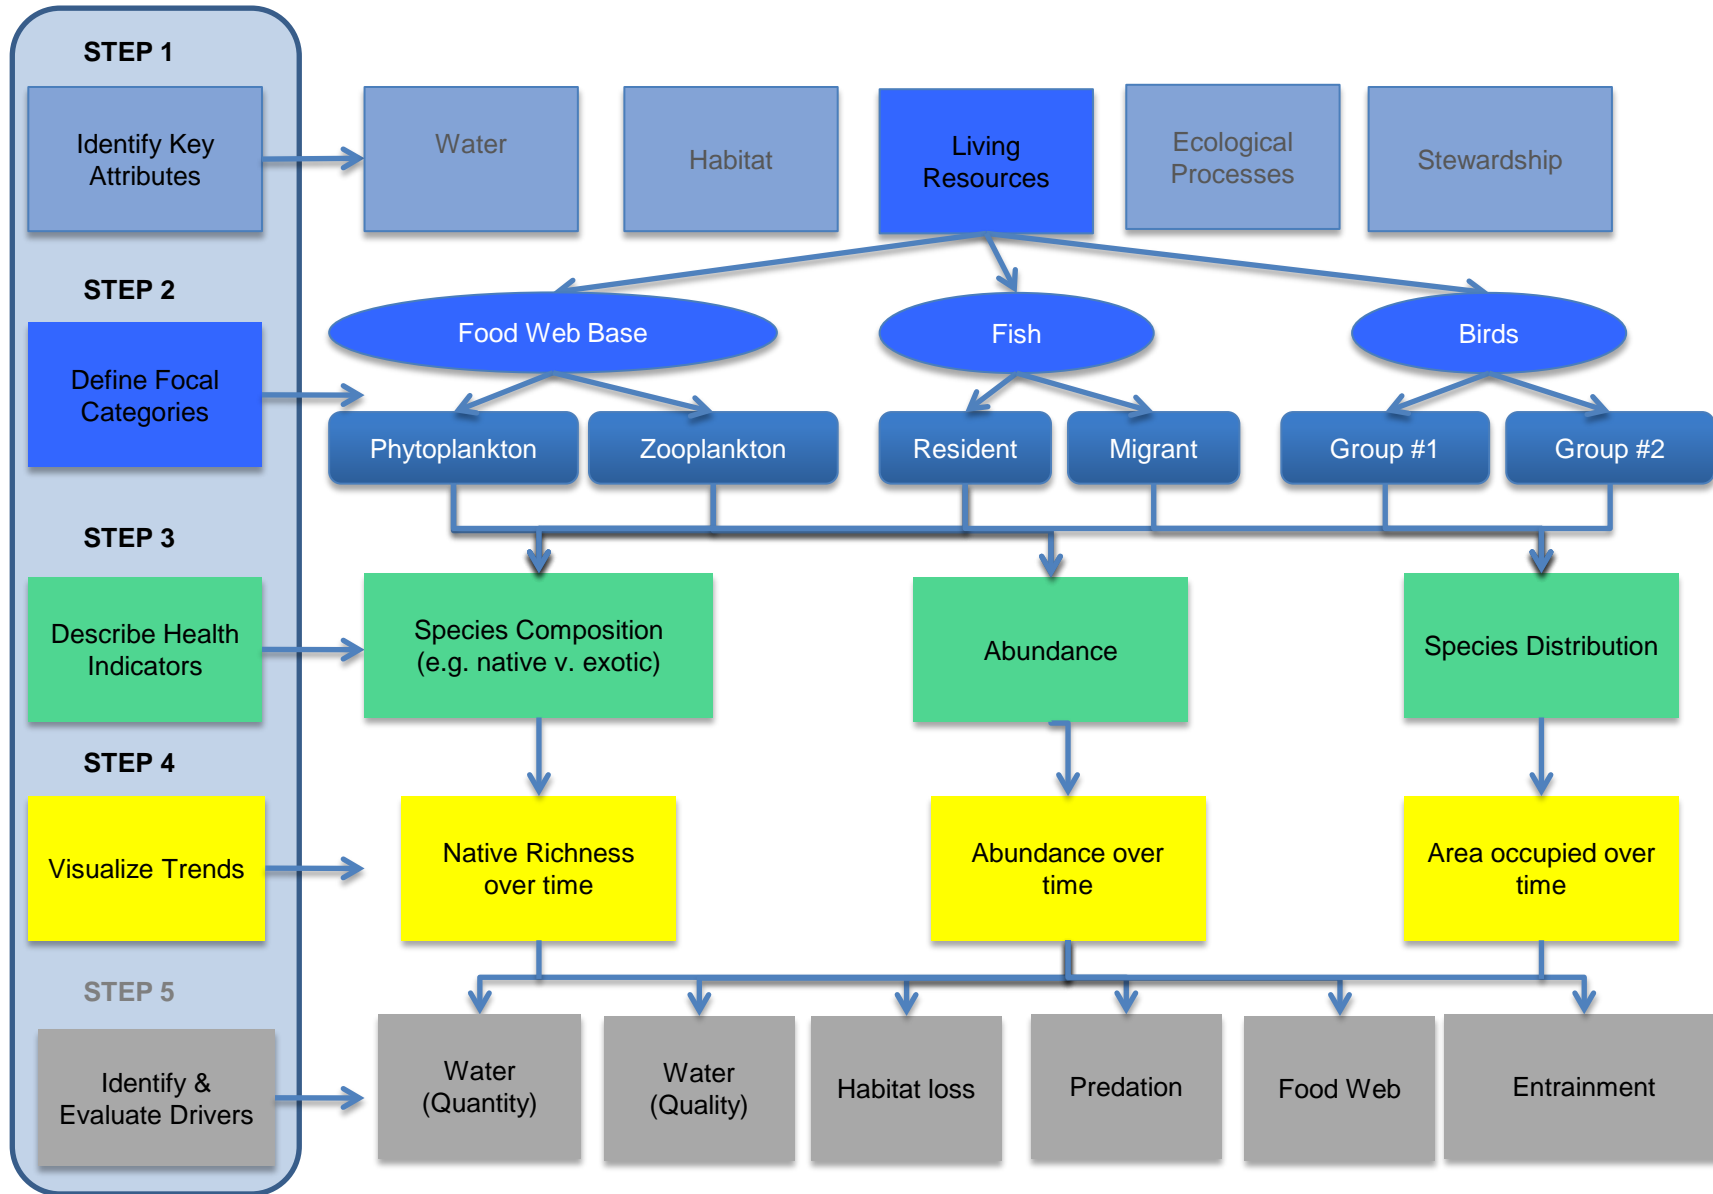 STEP 1
Identify Key
Attributes
Water
Habitat
Living
Resources
Ecological
Processes
Stewardship
STEP 2
Define Focal
Categories
Food Web Base
Fish
Birds
Phytoplankton
Zooplankton
Resident
Migrant
Group #1
Group #2
STEP 3
Describe Health
Indicators
Species Composition
(e.g. native v. exotic)
Abundance
Species Distribution
STEP 4
Visualize Trends
Native Richness
over time
Abundance over
time
Area occupied over
time
STEP 5
Identify &
Evaluate Drivers
Water
(Quantity)
Water
(Quality)
Habitat loss
Predation
Food Web
Entrainment